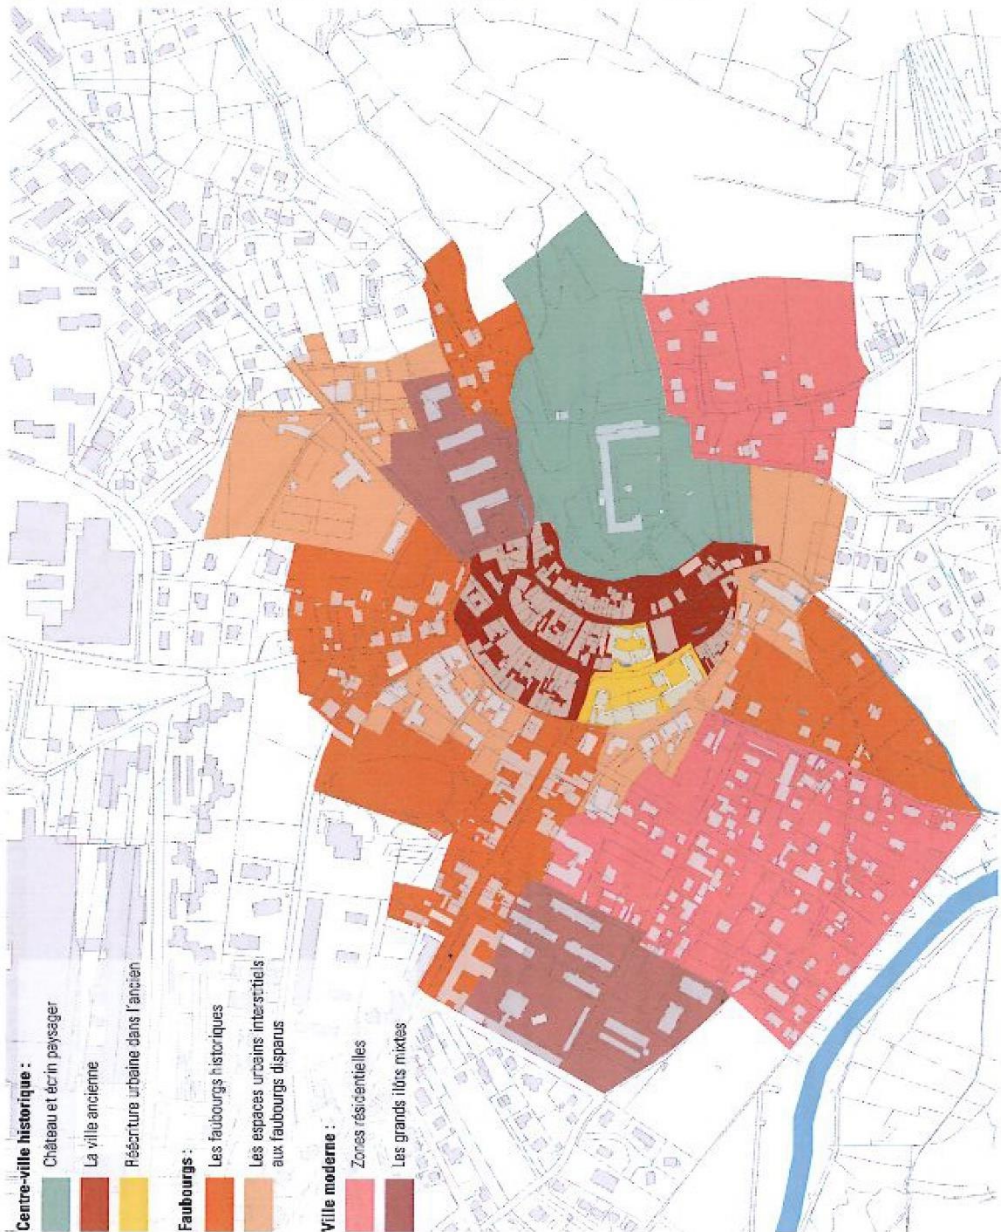 Centre-ville historique :
Château et écrin paysager
La ville ancienne
Réécriture urbaine dans l'ancien
Faubourgs :
Les faubourgs historiques
Les espaces urbains interstitiels
aux faubourgs disparus
Ville moderne :
Zones résidentielles
Les grands îlots mixtes